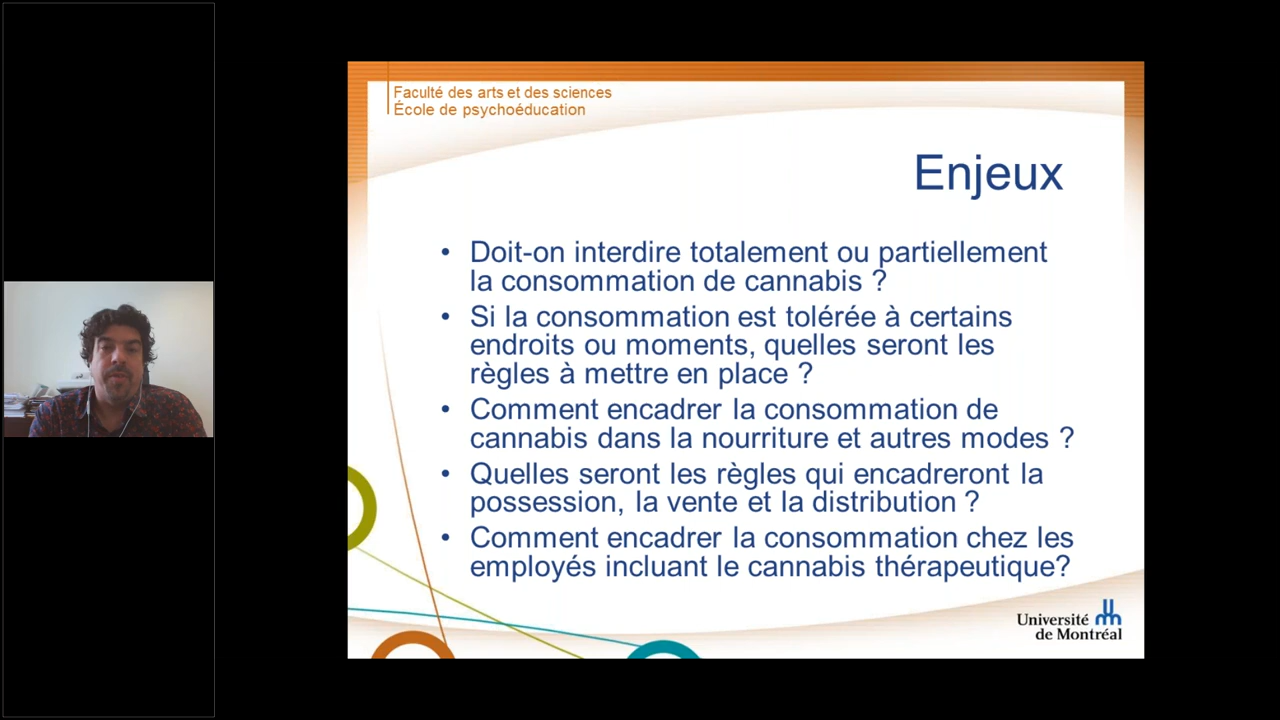 Faculté des arts et des sciences
École de psychoéducation
Enjeux
• Doit-on interdire totalement ou partiellement
la consommation de cannabis ?
• Si la consommation est tolérée à certains
endroits ou moments, quelles seront les
règles à mettre en place ?
• Comment encadrer la consommation de
cannabis dans la nourriture et autres modes ?
• Quelles seront les règles qui encadreront la
possession, la vente et la distribution ?
• Comment encadrer la consommation chez les
employés incluant le cannabis thérapeutique?
Université
de Montréal